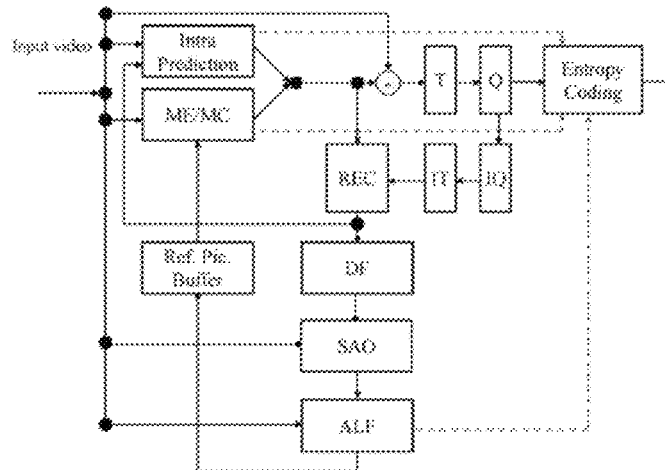 Input video
Intra
Prediction
ME/MC
T
Q
Entropy
Coding
REC
IT
IQ
Ref. Pic.
Buffer
DF
SAO
ALF